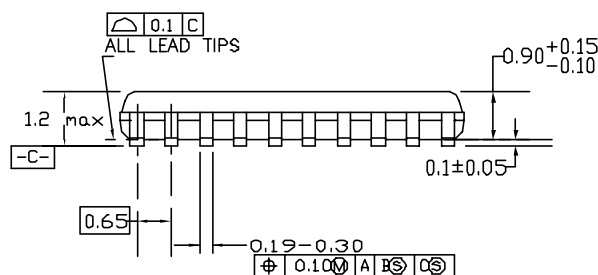 ⌓ 0.1 C
ALL LEAD TIPS
0.90 +0.15
-0.10
1.2 max
-C-
0.1±0.05
0.65
0.19-0.30
⌖ 0.10Ⓜ A BⓈ CⓈ